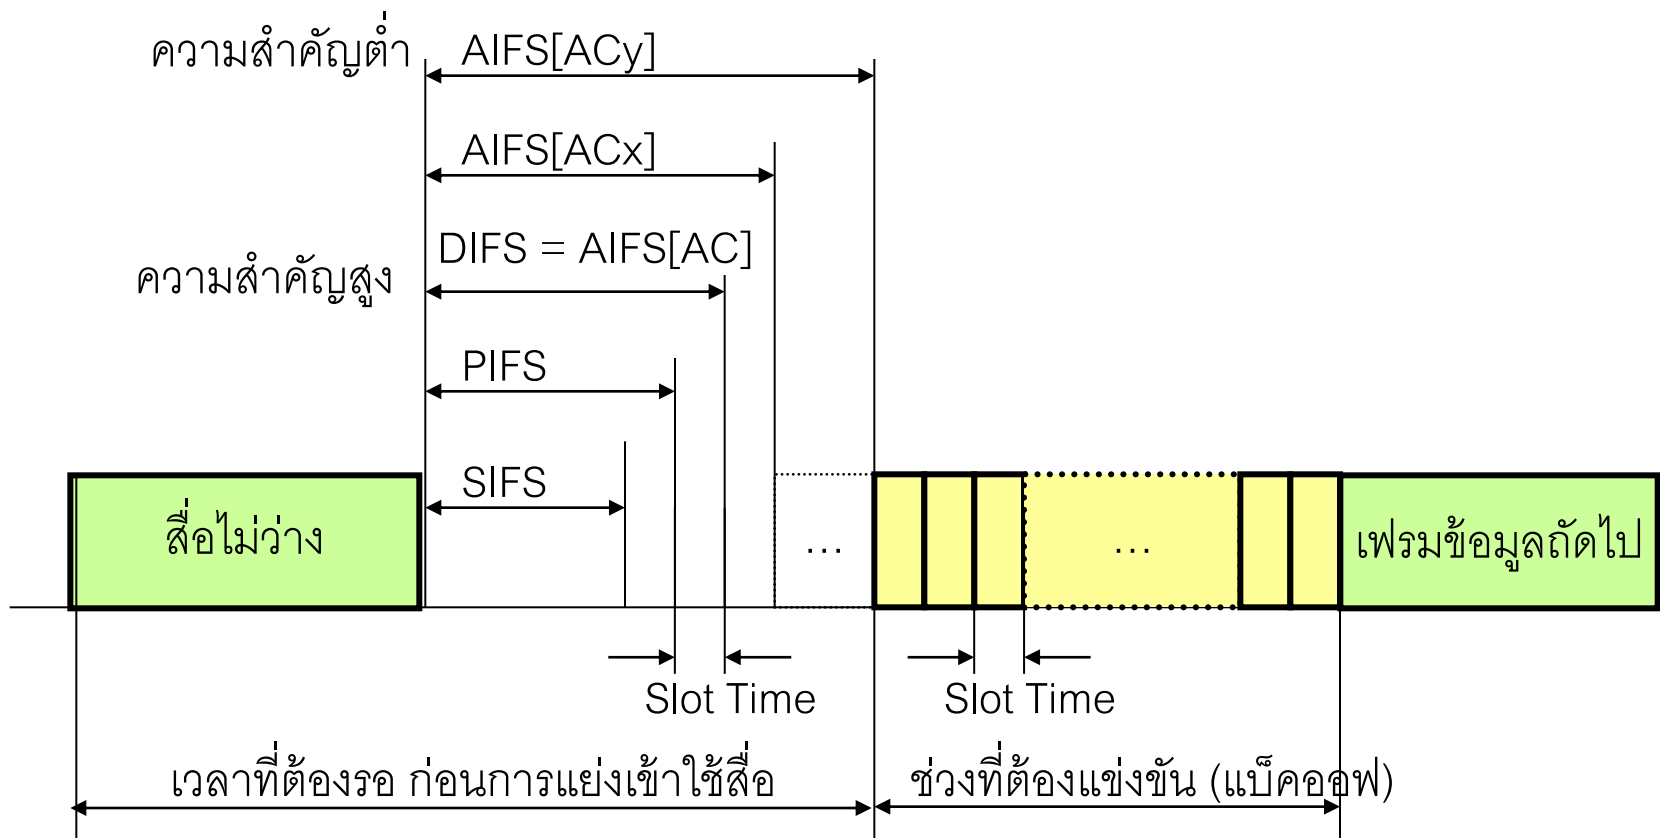 ความสำคัญต่ำ
AIFS[ACy]
AIFS[ACx]
DIFS = AIFS[AC]
ความสำคัญสูง
PIFS
SIFS
สื่อไม่ว่าง
...
...
เฟรมข้อมูลถัดไป
Slot Time
Slot Time
เวลาที่ต้องรอ ก่อนการแย่งเข้าใช้สื่อ
ช่วงที่ต้องแข่งขัน (แบ็คออฟ)